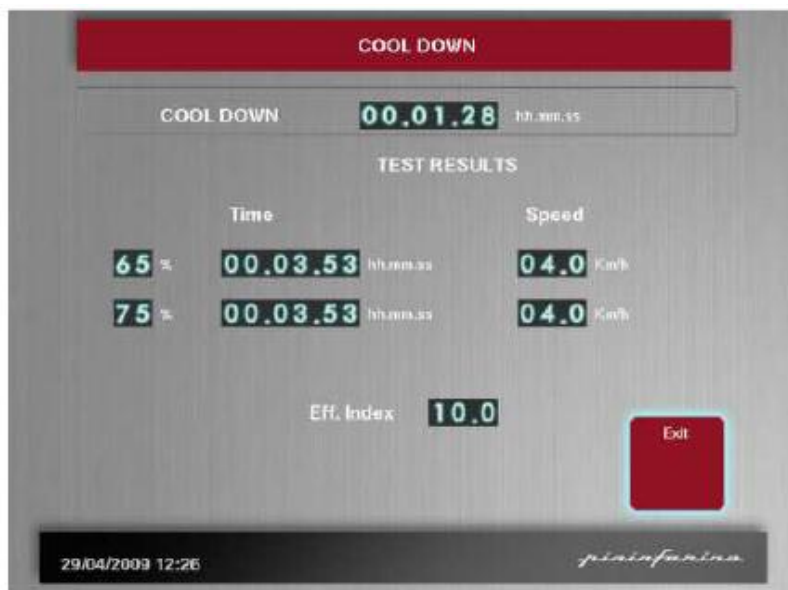 COOL DOWN
COOL DOWN 00.01.28 hh.mm.ss
TEST RESULTS
Time Speed
65 % 00.03.53 hh.mm.ss 04.0 Km/h
75 % 00.03.53 hh.mm.ss 04.0 Km/h
Eff. Index 10.0
Exit
29/04/2009 12:26 pininfarina